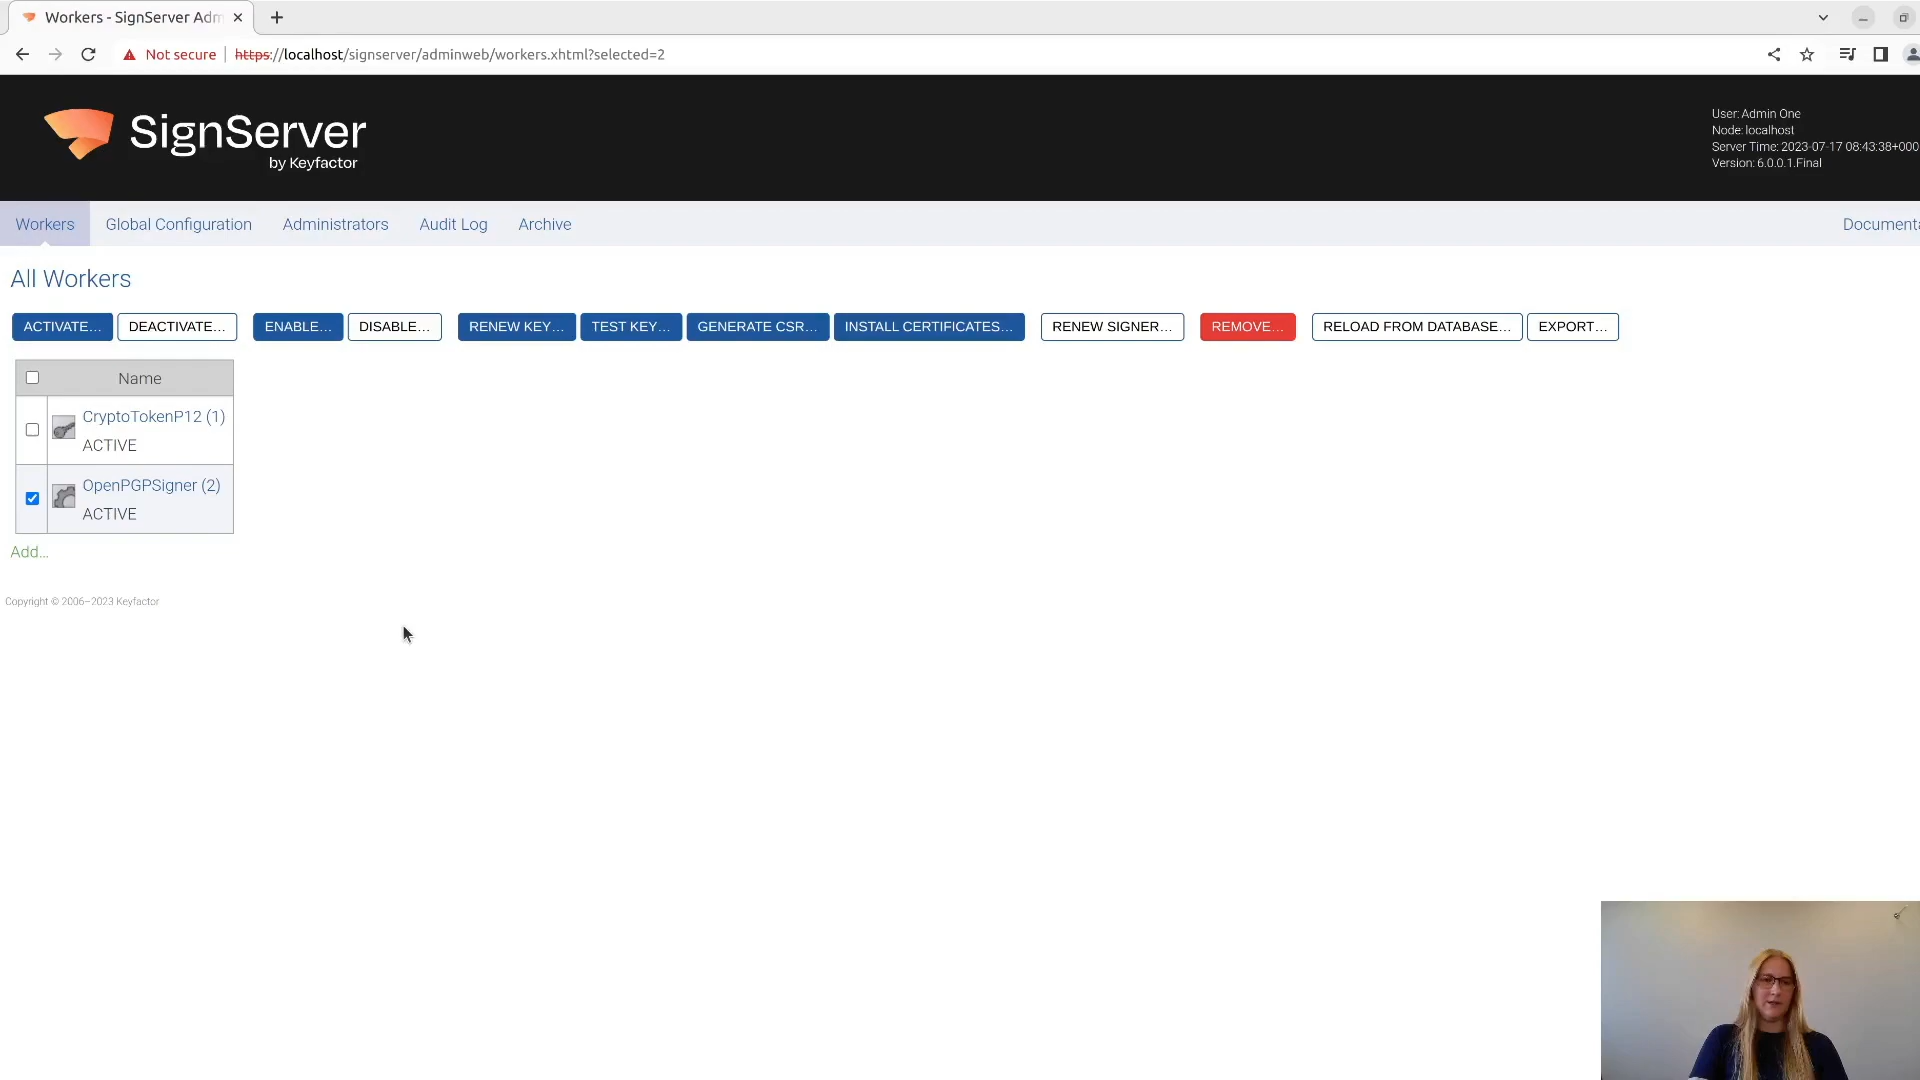 Workers - SignServer Adm
Not secure https://localhost/signserver/adminweb/workers.xhtml?selected=2
SignServer
by Keyfactor
User: Admin One
Node: localhost
Server Time: 2023-07-17 08:43:38+000
Version: 6.0.0.1.Final
Workers Global Configuration Administrators Audit Log Archive Documenta
All Workers
ACTIVATE... DEACTIVATE... ENABLE... DISABLE... RENEW KEY... TEST KEY... GENERATE CSR... INSTALL CERTIFICATES... RENEW SIGNER... REMOVE... RELOAD FROM DATABASE... EXPORT...
Name
CryptoTokenP12 (1)
ACTIVE
OpenPGPSigner (2)
ACTIVE
Add...
Copyright © 2006–2023 Keyfactor